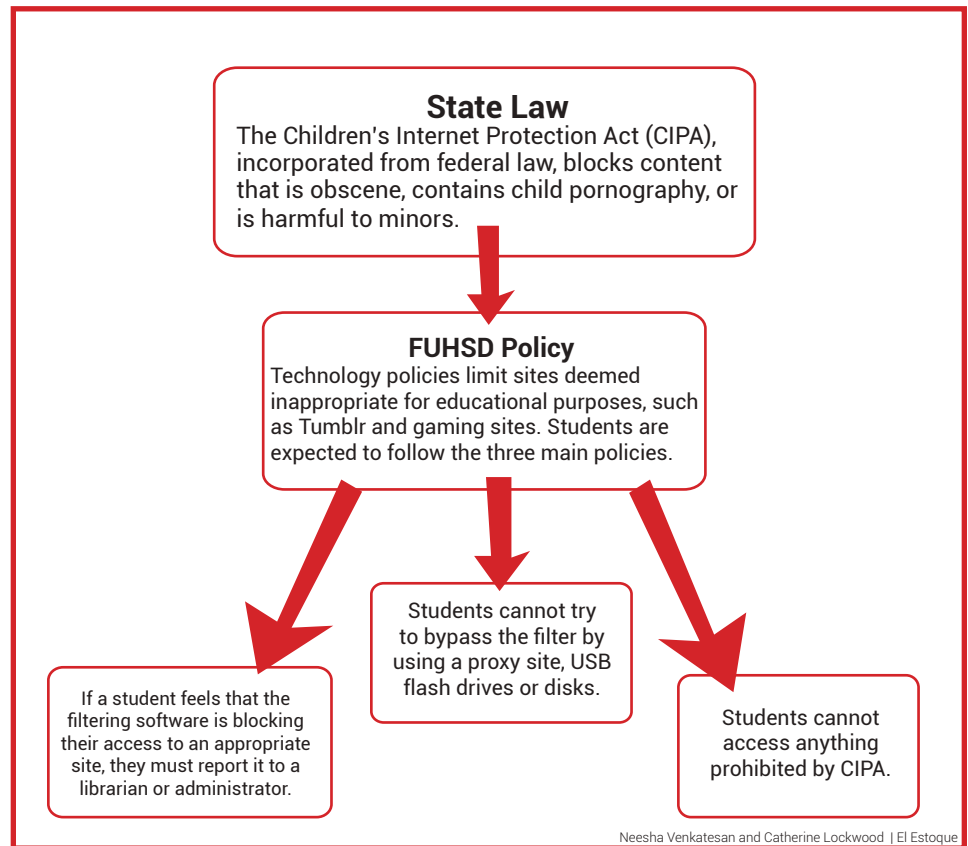 State Law
The Children's Internet Protection Act (CIPA),
incorporated from federal law, blocks content
that is obscene, contains child pornography, or
is harmful to minors.
FUHSD Policy
Technology policies limit sites deemed
inappropriate for educational purposes, such
as Tumblr and gaming sites. Students are
expected to follow the three main policies.
If a student feels that the
filtering software is blocking
their access to an appropriate
site, they must report it to a
librarian or administrator.
Students cannot try
to bypass the filter by
using a proxy site, USB
flash drives or disks.
Students cannot
access anything
prohibited by CIPA.
Neesha Venkatesan and Catherine Lockwood | El Estoque